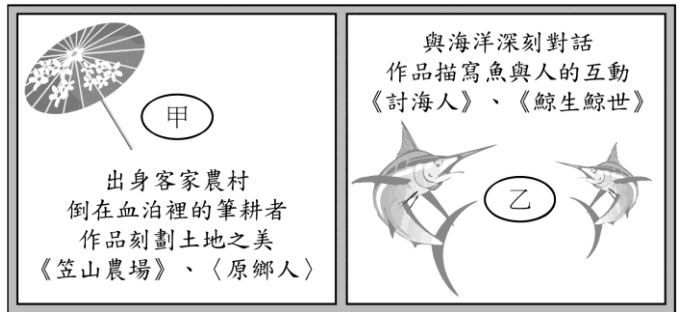 甲
出身客家農村
倒在血泊裡的筆耕者
作品刻劃土地之美
《笠山農場》、〈原鄉人〉
與海洋深刻對話
作品描寫魚與人的互動
《討海人》、《鯨生鯨世》
乙